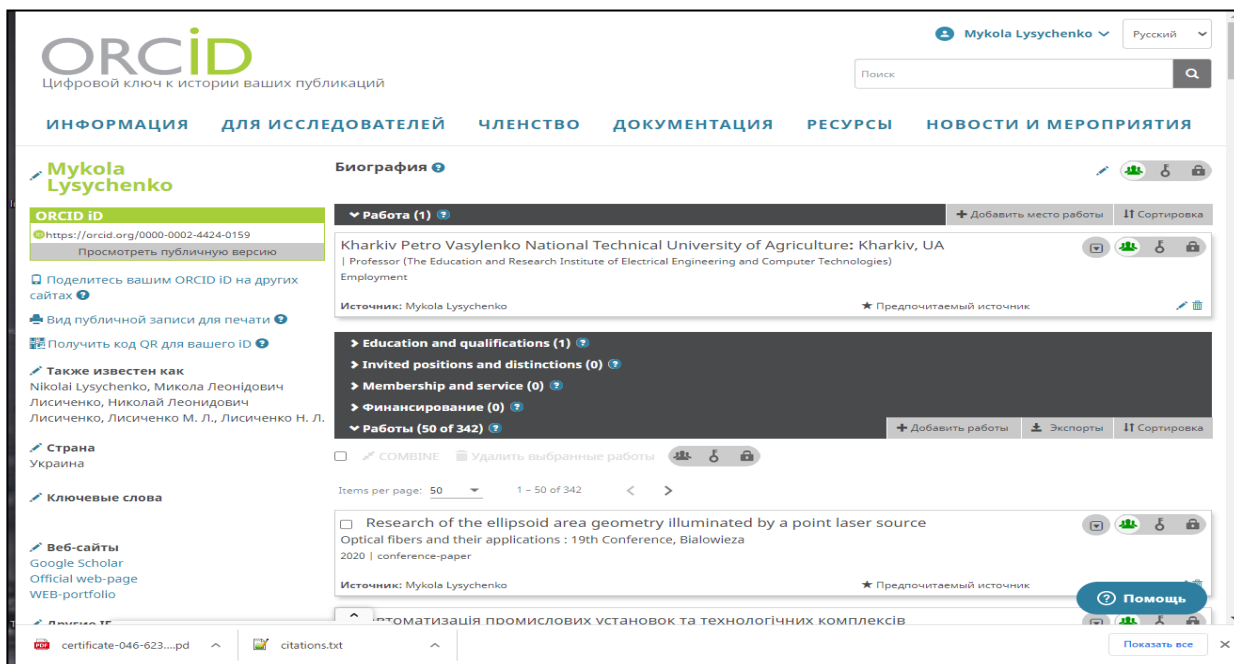 ORCID
Mykola Lysychenko
Русский
Цифровой ключ к истории ваших публикаций
Поиск
ИНФОРМАЦИЯ ДЛЯ ИССЛЕДОВАТЕЛЕЙ ЧЛЕНСТВО ДОКУМЕНТАЦИЯ РЕСУРСЫ НОВОСТИ И МЕРОПРИЯТИЯ
Mykola
Lysychenko
ORCID iD
https://orcid.org/0000-0002-4424-0159
Просмотреть публичную версию
Поделитесь вашим ORCID iD на других
сайтах
Вид публичной записи для печати
Получить код QR для вашего iD
Также известен как
Nikolai Lysychenko, Микола Леонідович
Лисиченко, Николай Леонидович
Лисиченко, Лисиченко М. Л., Лисиченко Н. Л.
Страна
Украина
Ключевые слова
Веб-сайты
Google Scholar
Official web-page
WEB-portfolio
Биография
Работа (1) Добавить место работы Сортировка
Kharkiv Petro Vasylenko National Technical University of Agriculture: Kharkiv, UA
| Professor (The Education and Research Institute of Electrical Engineering and Computer Technologies)
Employment
Источник: Mykola Lysychenko Предпочитаемый источник
Education and qualifications (1)
Invited positions and distinctions (0)
Membership and service (0)
Финансирование (0)
Работы (50 of 342) Добавить работы Экспорты Сортировка
COMBINE Удалить выбранные работы
Items per page: 50 1 – 50 of 342
Research of the ellipsoid area geometry illuminated by a point laser source
Optical fibers and their applications : 19th Conference, Bialowieza
2020 | conference-paper
Источник: Mykola Lysychenko Предпочитаемый источник
Помощь
промислових установок та технологічних комплексів
certificate-046-623....pd citations.txt Показать все